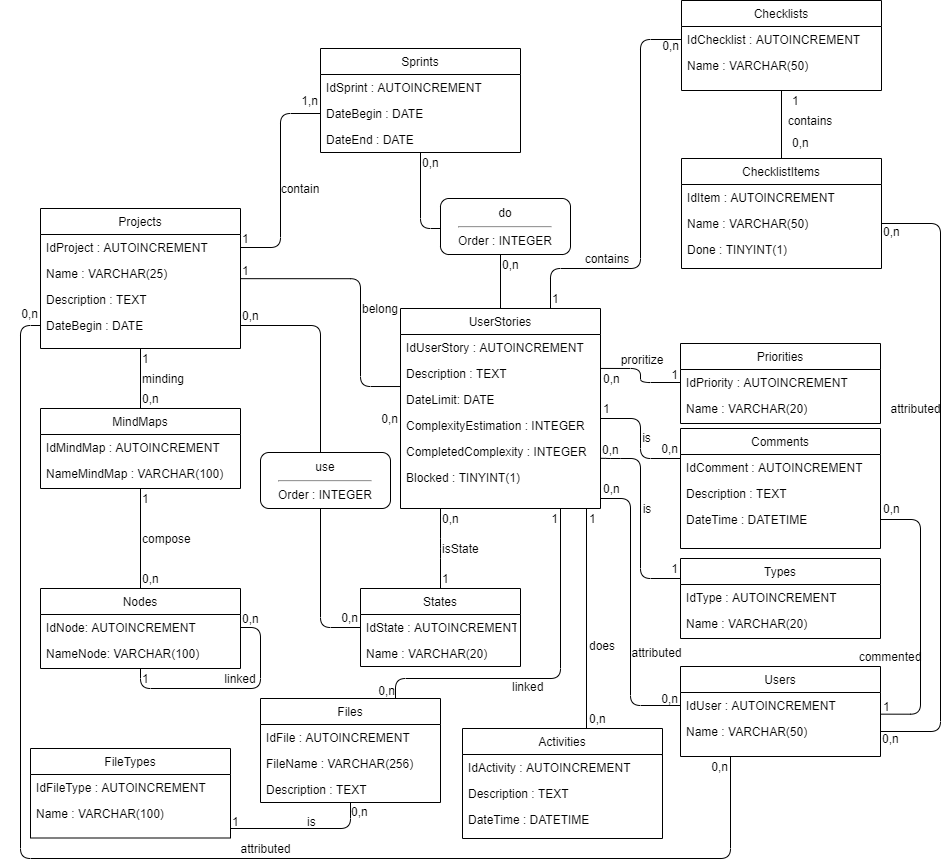 Checklists
IdChecklist : AUTOINCREMENT
Name : VARCHAR(50)
0,n
1
contains
0,n
Sprints
IdSprint : AUTOINCREMENT
DateBegin : DATE
DateEnd : DATE
1,n
0,n
contain
ChecklistItems
IdItem : AUTOINCREMENT
Name : VARCHAR(50)
Done : TINYINT(1)
0,n
do
Order : INTEGER
0,n
contains
1
Projects
IdProject : AUTOINCREMENT
Name : VARCHAR(25)
Description : TEXT
DateBegin : DATE
1
1
0,n
0,n
belong
0,n
UserStories
IdUserStory : AUTOINCREMENT
Description : TEXT
DateLimit: DATE
ComplexityEstimation : INTEGER
CompletedComplexity : INTEGER
Blocked : TINYINT(1)
proritize
0,n
1
Priorities
IdPriority : AUTOINCREMENT
Name : VARCHAR(20)
attributed
1
minding
0,n
MindMaps
IdMindMap : AUTOINCREMENT
NameMindMap : VARCHAR(100)
1
is
0,n
Comments
IdComment : AUTOINCREMENT
Description : TEXT
DateTime : DATETIME
0,n
use
Order : INTEGER
0,n
is
1
0,n
1
compose
0,n
0,n
isState
1
1
1
Types
IdType : AUTOINCREMENT
Name : VARCHAR(20)
Nodes
IdNode: AUTOINCREMENT
NameNode: VARCHAR(100)
0,n
1
linked
0,n
States
IdState : AUTOINCREMENT
Name : VARCHAR(20)
does
attributed
0,n
commented
Users
IdUser : AUTOINCREMENT
Name : VARCHAR(50)
1
0,n
0,n
linked
0,n
Files
IdFile : AUTOINCREMENT
FileName : VARCHAR(256)
Description : TEXT
0,n
0,n
Activities
IdActivity : AUTOINCREMENT
Description : TEXT
DateTime : DATETIME
FileTypes
IdFileType : AUTOINCREMENT
Name : VARCHAR(100)
1
is
attributed